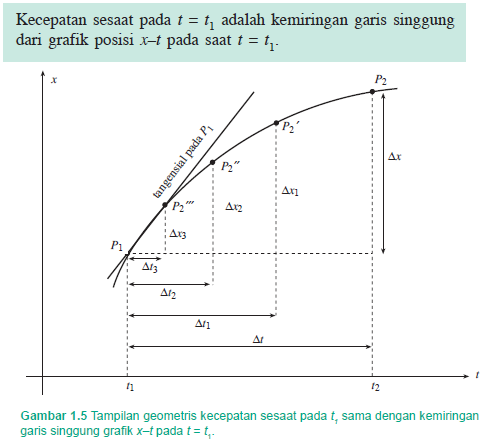 Kecepatan sesaat pada t = t₁ adalah kemiringan garis singgung
dari grafik posisi x–t pada saat t = t₁.
x
P₂
tangensial pada P₁
P₂′
Δx
P₂″
Δx₁
P₂‴
Δx₂
Δx₃
P₁
Δt₃
Δt₂
Δt₁
Δt
t
t₁
t₂
Gambar 1.5 Tampilan geometris kecepatan sesaat pada t₁ sama dengan kemiringan
garis singgung grafik x–t pada t = t₁.